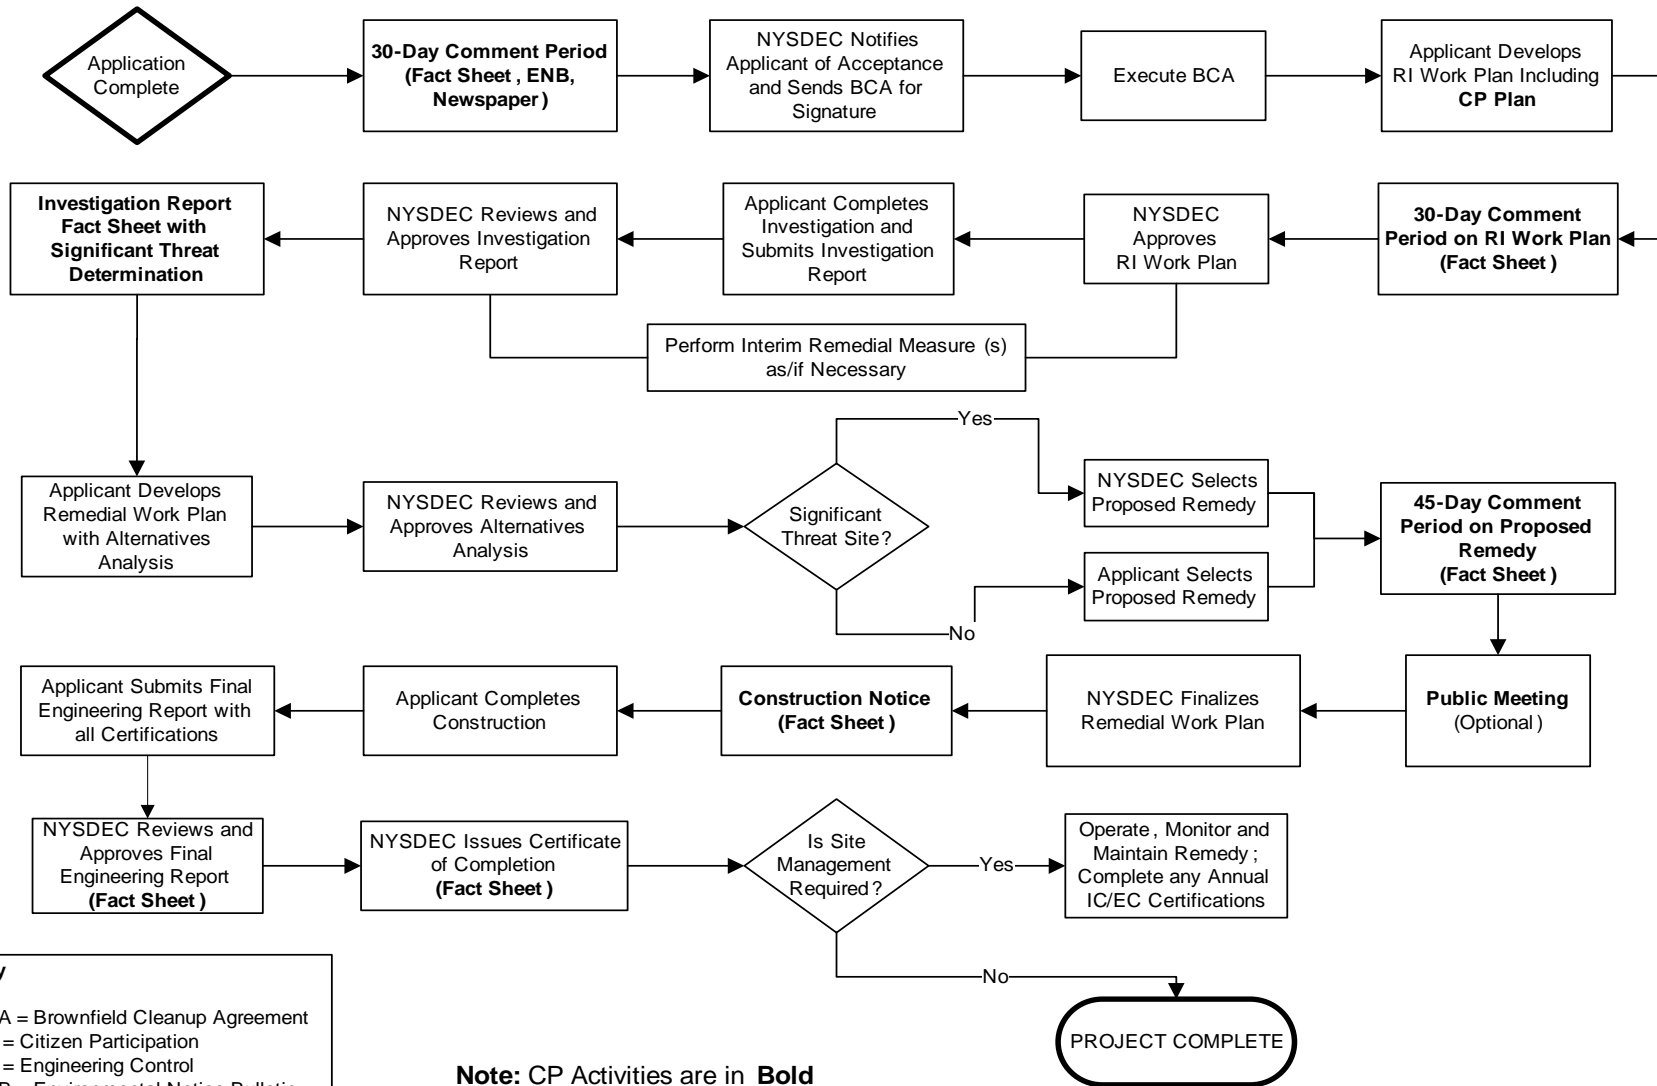 Application
Complete
30-Day Comment Period
(Fact Sheet, ENB,
Newspaper)
NYSDEC Notifies
Applicant of Acceptance
and Sends BCA for
Signature
Execute BCA
Applicant Develops
RI Work Plan Including
CP Plan
30-Day Comment
Period on RI Work Plan
(Fact Sheet)
NYSDEC
Approves
RI Work Plan
Applicant Completes
Investigation and
Submits Investigation
Report
NYSDEC Reviews and
Approves Investigation
Report
Investigation Report
Fact Sheet with
Significant Threat
Determination
Perform Interim Remedial Measure (s)
as/if Necessary
Applicant Develops
Remedial Work Plan
with Alternatives
Analysis
NYSDEC Reviews and
Approves Alternatives
Analysis
Significant
Threat Site?
Yes
No
NYSDEC Selects
Proposed Remedy
Applicant Selects
Proposed Remedy
45-Day Comment
Period on Proposed
Remedy
(Fact Sheet)
Public Meeting
(Optional)
NYSDEC Finalizes
Remedial Work Plan
Construction Notice
(Fact Sheet)
Applicant Completes
Construction
Applicant Submits Final
Engineering Report with
all Certifications
NYSDEC Reviews and
Approves Final
Engineering Report
(Fact Sheet)
NYSDEC Issues Certificate
of Completion
(Fact Sheet)
Is Site
Management
Required?
Yes
Operate, Monitor and
Maintain Remedy;
Complete any Annual
IC/EC Certifications
No
PROJECT COMPLETE
y
A = Brownfield Cleanup Agreement
= Citizen Participation
= Engineering Control
Note: CP Activities are in Bold